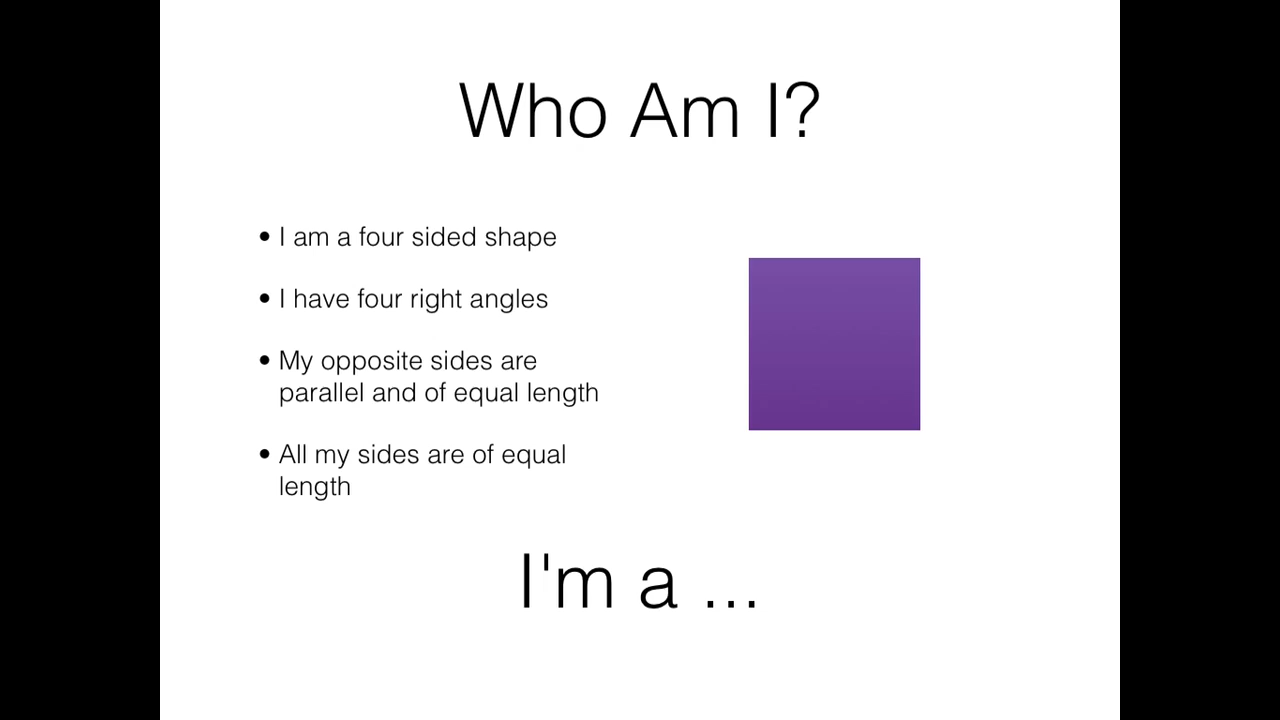 Who Am I?
• I am a four sided shape
• I have four right angles
• My opposite sides are
parallel and of equal length
• All my sides are of equal
length
I'm a ...